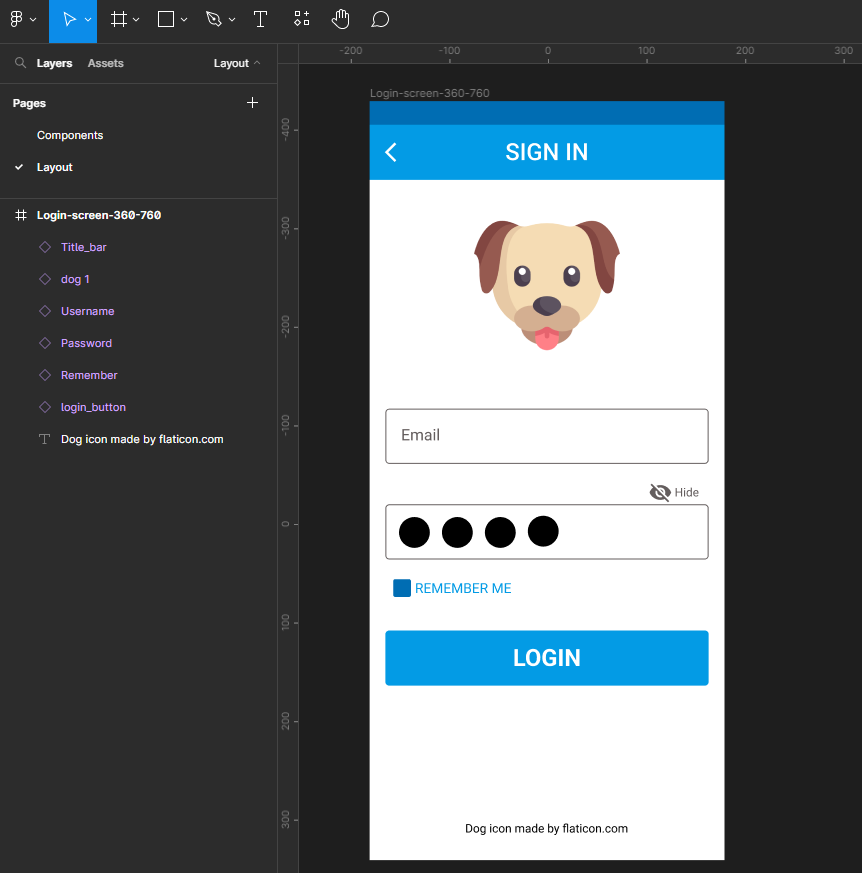 Layers Assets Layout
Pages
Components
Layout
Login-screen-360-760
Title_bar
dog 1
Username
Password
Remember
login_button
Dog icon made by flaticon.com
-200 -100 0 100 200 300
-400
-300
-200
-100
0
100
200
300
Login-screen-360-760
SIGN IN
Email
Hide
REMEMBER ME
LOGIN
Dog icon made by flaticon.com